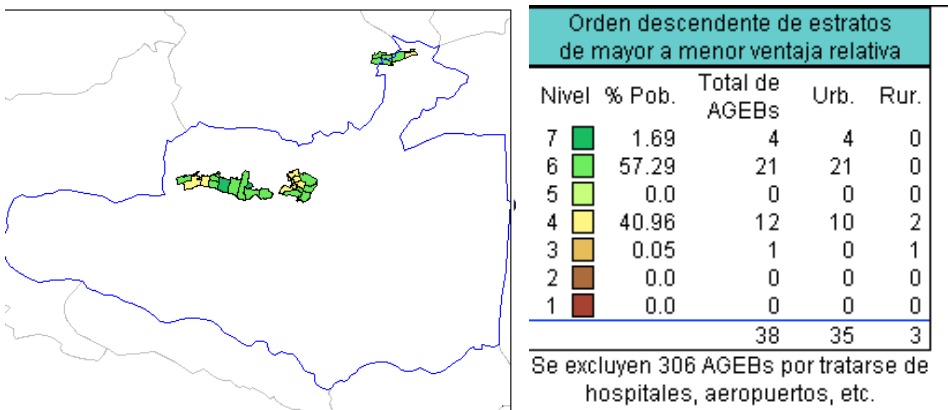 Orden descendente de estratos
de mayor a menor ventaja relativa
Nivel % Pob. Total de AGEBs Urb. Rur.
7 1.69 4 4 0
6 57.29 21 21 0
5 0.0 0 0 0
4 40.96 12 10 2
3 0.05 1 0 1
2 0.0 0 0 0
1 0.0 0 0 0
38 35 3
Se excluyen 306 AGEBs por tratarse de
hospitales, aeropuertos, etc.